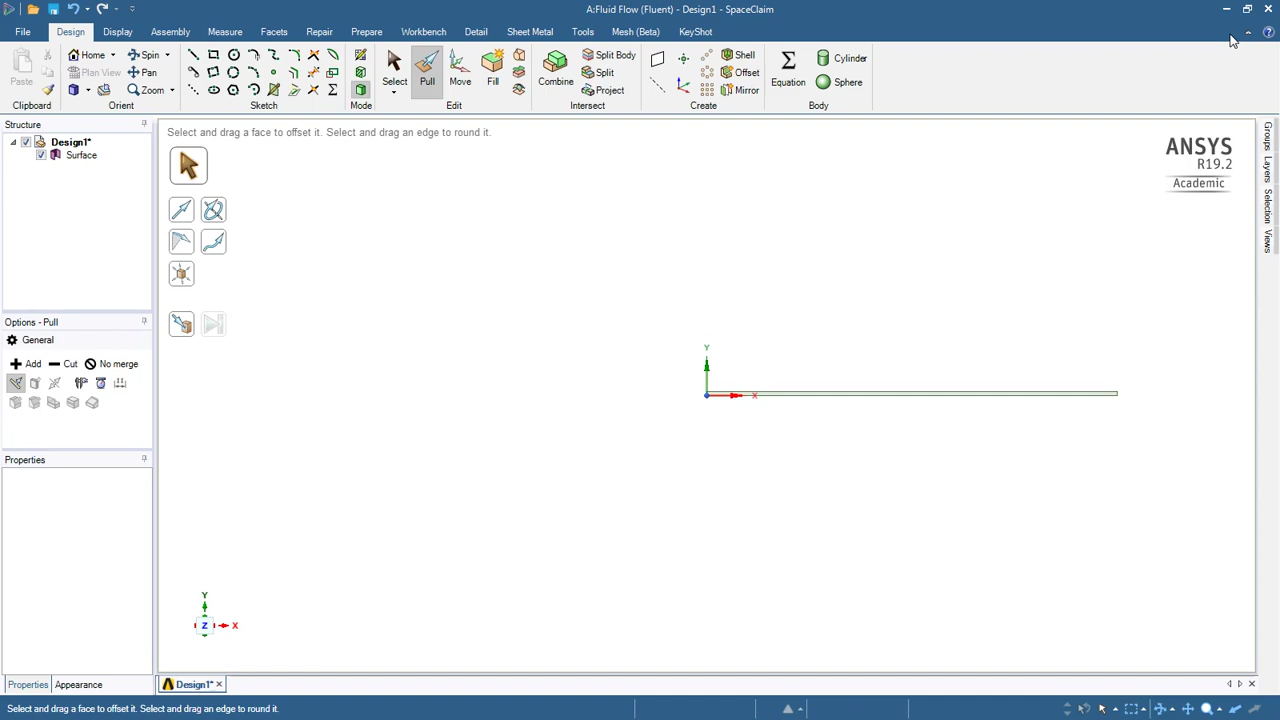 A:Fluid Flow (Fluent) - Design1 - SpaceClaim
File Design Display Assembly Measure Facets Repair Prepare Workbench Detail Sheet Metal Tools Mesh (Beta) KeyShot
Paste Home Spin Plan View Pan Zoom Select Pull Move Fill Combine Split Body Split Project Shell Offset Mirror Equation Cylinder Sphere
Clipboard Orient Sketch Mode Edit Intersect Create Body
Structure
Design1*
Surface
Select and drag a face to offset it. Select and drag an edge to round it.
ANSYS
R19.2
Academic
Groups Layers Selection Views
Options - Pull
General
Add Cut No merge
Y
X
Properties
Y
Z X
Properties Appearance Design1*
Select and drag a face to offset it. Select and drag an edge to round it.